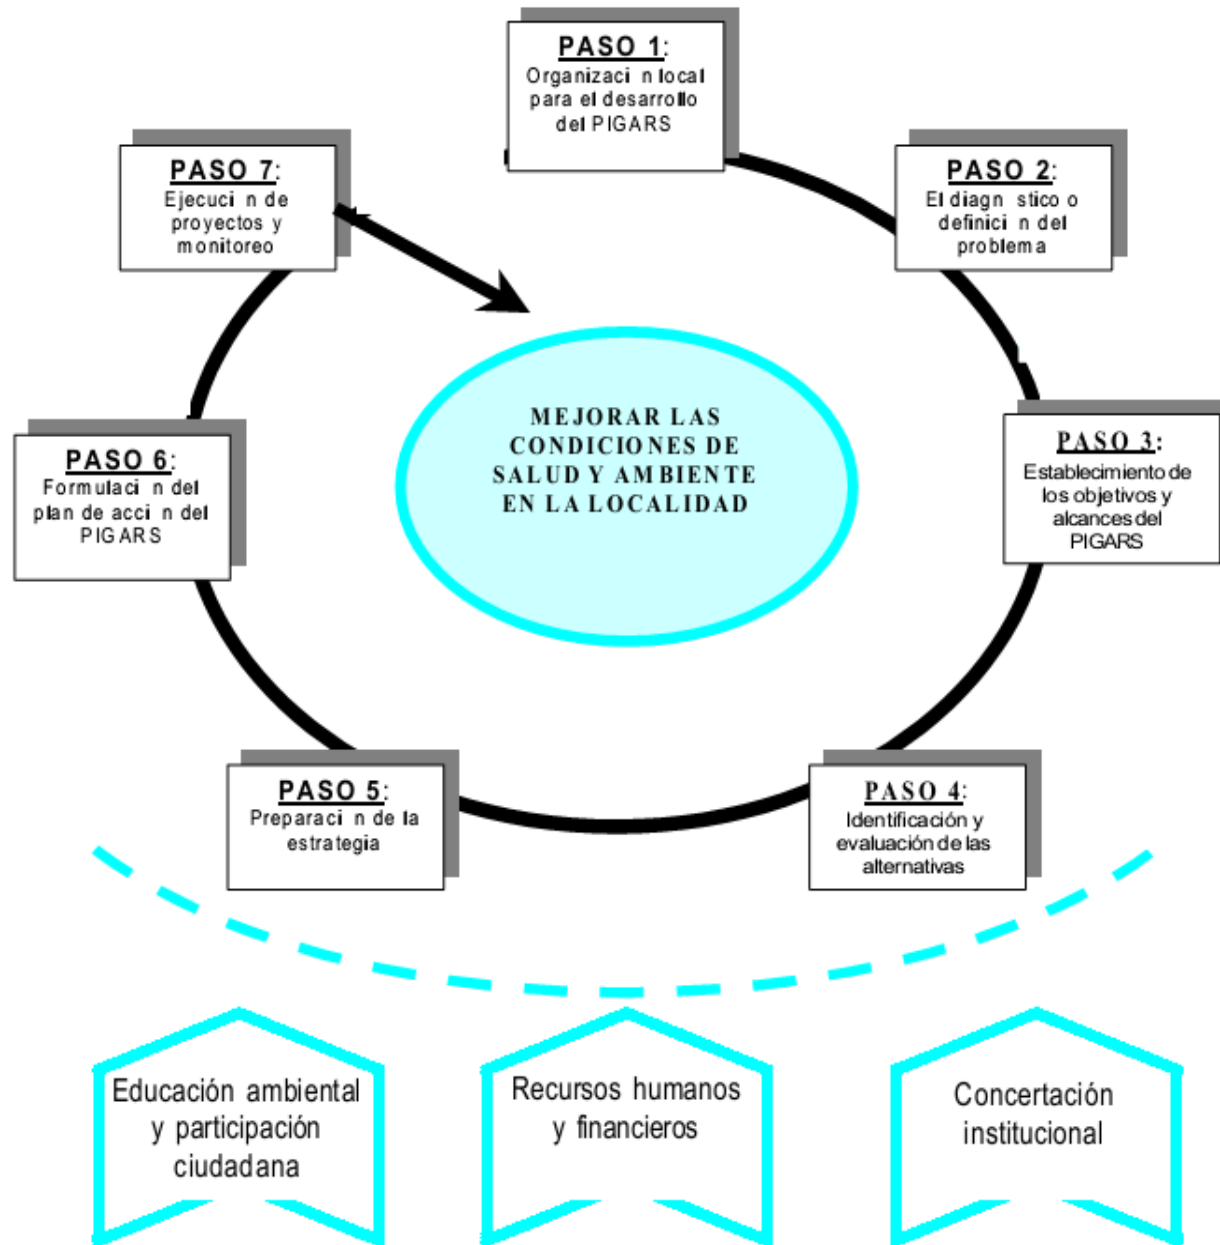 PASO 1:
Organizaci n local
para el desarrollo
del PIGARS
PASO 2:
El diagn stico o
definici n del
problema
PASO 3:
Establecimiento de
los objetivos y
alcances del
PIGARS
PASO 4:
Identificación y
evaluación de las
alternativas
PASO 5:
Preparaci n de la
estrategia
PASO 6:
Formulaci n del
plan de acci n del
PIGARS
PASO 7:
Ejecuci n de
proyectos y
monitoreo
MEJORAR LAS
CONDICIONES DE
SALUD Y AMBIENTE
EN LA LOCALIDAD
Educación ambiental
y participación
ciudadana
Recursos humanos
y financieros
Concertación
institucional